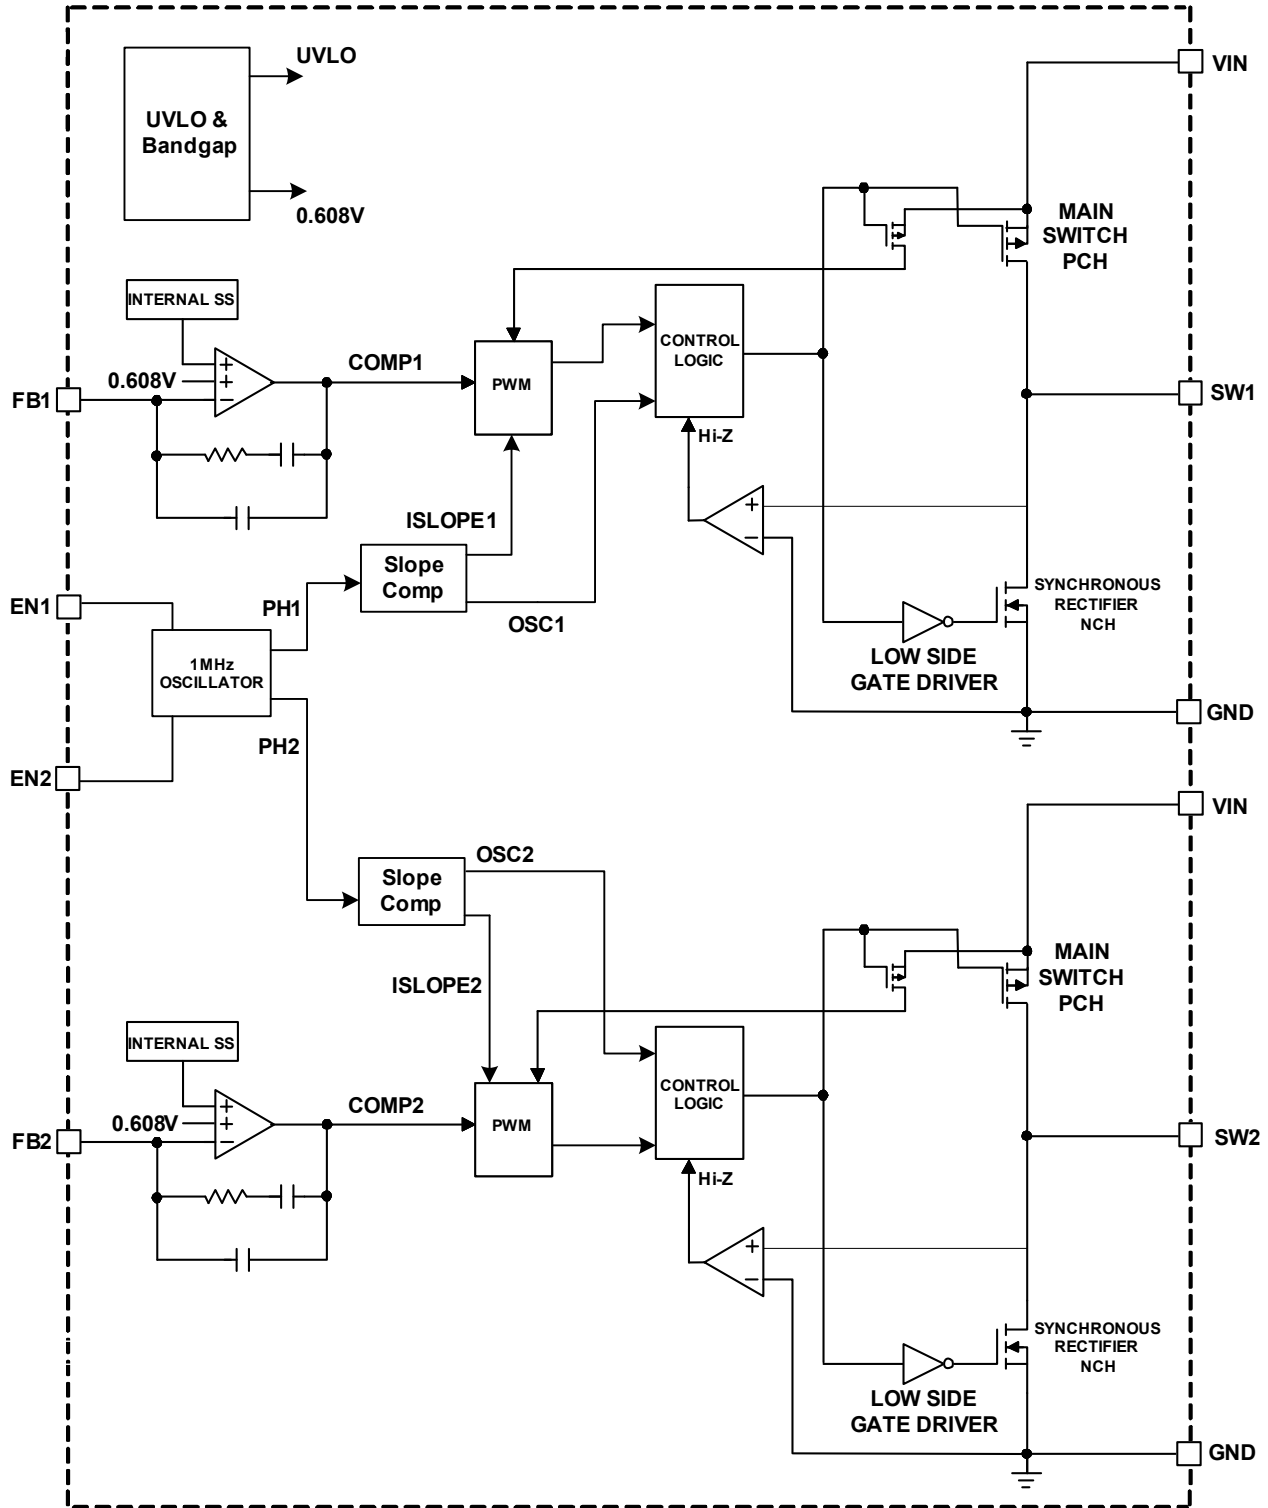 UVLO
VIN
UVLO &
Bandgap
0.608V
MAIN
SWITCH
PCH
INTERNAL SS
+
+
−
0.608V
COMP1
PWM
CONTROL
LOGIC
FB1
SW1
Hi-Z
+
−
ISLOPE1
Slope
Comp
EN1
PH1
OSC1
SYNCHRONOUS
RECTIFIER
NCH
1MHz
OSCILLATOR
LOW SIDE
GATE DRIVER
GND
PH2
EN2
VIN
OSC2
Slope
Comp
ISLOPE2
MAIN
SWITCH
PCH
INTERNAL SS
+
+
−
0.608V
COMP2
PWM
CONTROL
LOGIC
FB2
SW2
Hi-Z
+
−
SYNCHRONOUS
RECTIFIER
NCH
LOW SIDE
GATE DRIVER
GND